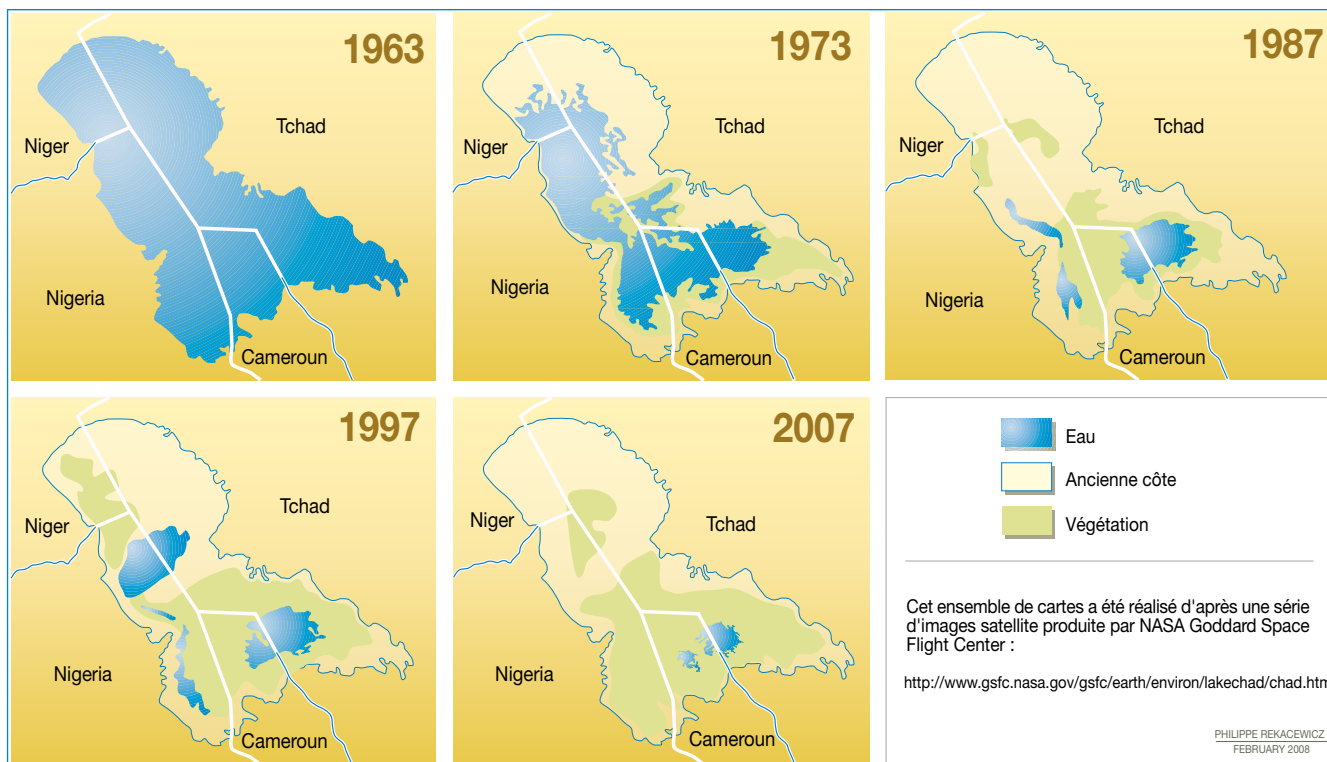 1963
Tchad
Niger
Nigeria
Cameroun
1973
Tchad
Niger
Nigeria
Cameroun
1987
Tchad
Niger
Nigeria
Cameroun
1997
Tchad
Niger
Nigeria
Cameroun
2007
Tchad
Niger
Nigeria
Cameroun
Eau
Ancienne côte
Végétation
Cet ensemble de cartes a été réalisé d'après une série
d'images satellite produite par NASA Goddard Space
Flight Center :
http://www.gsfc.nasa.gov/gsfc/earth/environ/lakechad/chad.htm
PHILIPPE REKACEWICZ
FEBRUARY 2008